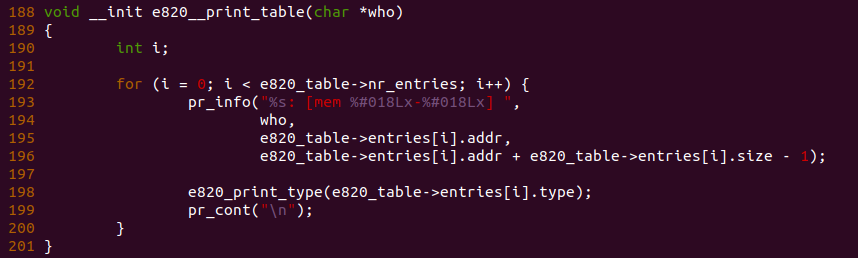 188 void __init e820__print_table(char *who)
189 {
190         int i;
191
192         for (i = 0; i < e820_table->nr_entries; i++) {
193                 pr_info("%s: [mem %#018Lx-%#018Lx] ",
194                         who,
195                         e820_table->entries[i].addr,
196                         e820_table->entries[i].addr + e820_table->entries[i].size - 1);
197
198                 e820_print_type(e820_table->entries[i].type);
199                 pr_cont("\n");
200         }
201 }